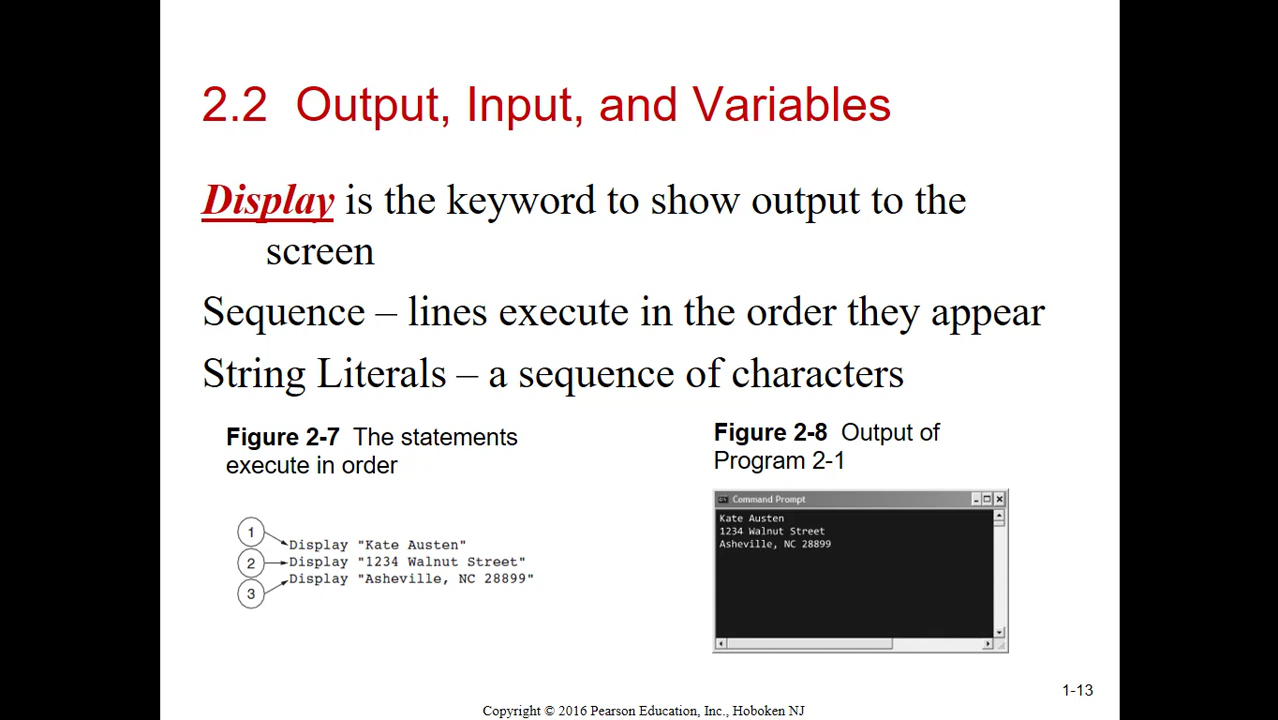 2.2 Output, Input, and Variables
Display is the keyword to show output to the
screen
Sequence – lines execute in the order they appear
String Literals – a sequence of characters
Figure 2-7 The statements
execute in order
1
2
3
Display "Kate Austen"
Display "1234 Walnut Street"
Display "Asheville, NC 28899"
Figure 2-8 Output of
Program 2-1
Command Prompt
Kate Austen
1234 Walnut Street
Asheville, NC 28899
1-13
Copyright © 2016 Pearson Education, Inc., Hoboken NJ